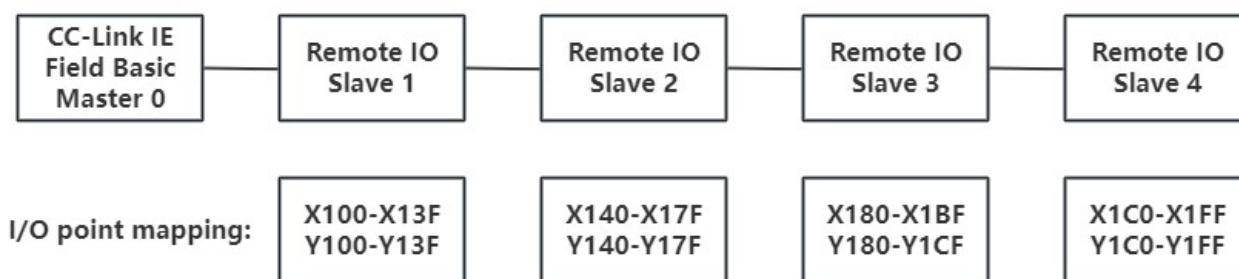 CC-Link IE
Field Basic
Master 0
Remote IO
Slave 1
Remote IO
Slave 2
Remote IO
Slave 3
Remote IO
Slave 4
I/O point mapping:
X100-X13F
Y100-Y13F
X140-X17F
Y140-Y17F
X180-X1BF
Y180-Y1CF
X1C0-X1FF
Y1C0-Y1FF